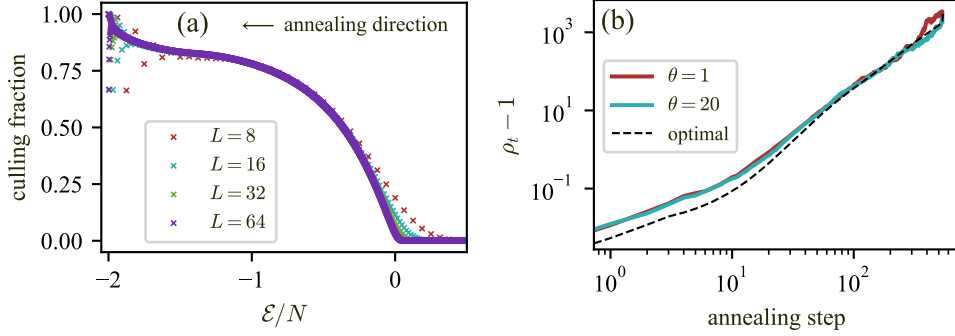 (a)
← annealing direction
1.00
0.75
0.50
0.25
0.00
culling fraction
L = 8
L = 16
L = 32
L = 64
−2
−1
0
ℰ/N
(b)
10³
10¹
10⁻¹
ρₜ − 1
θ = 1
θ = 20
optimal
10⁰
10¹
10²
annealing step